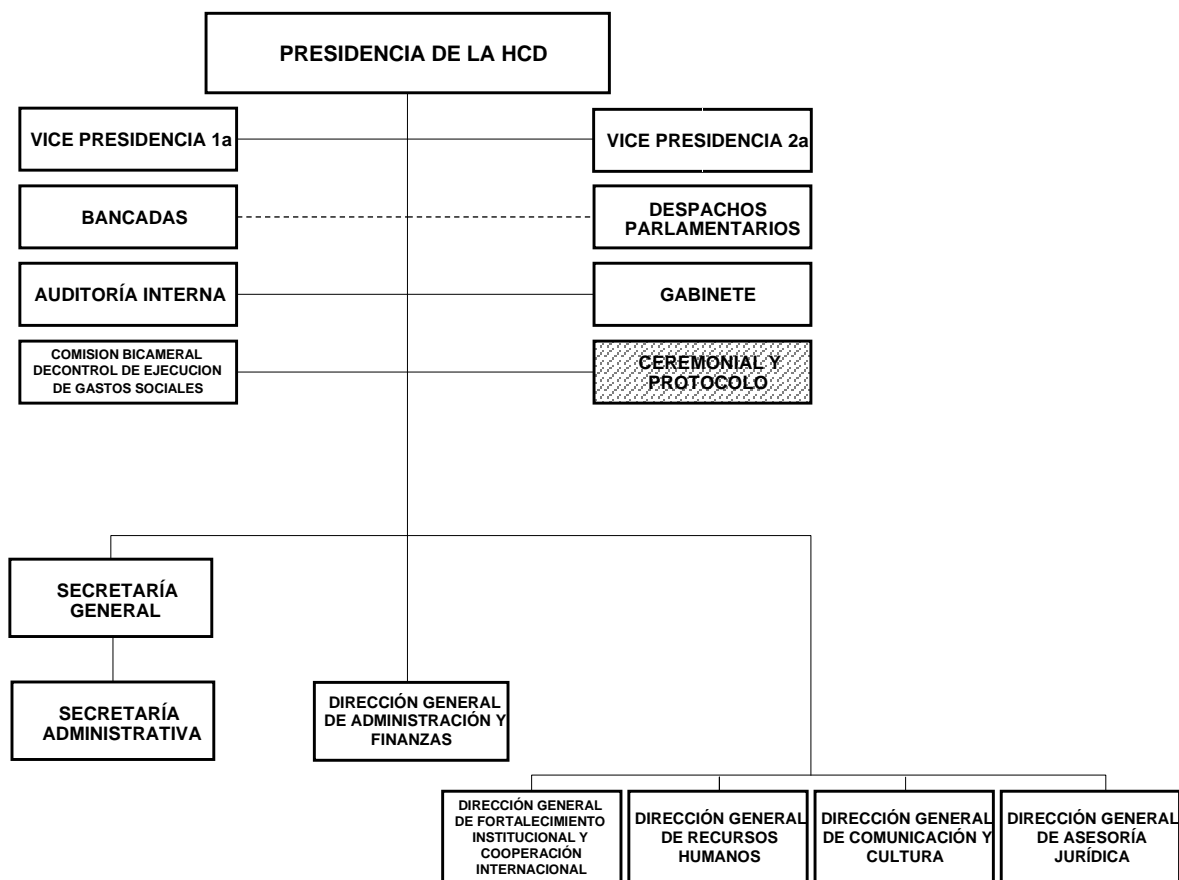 PRESIDENCIA DE LA HCD
VICE PRESIDENCIA 1a
VICE PRESIDENCIA 2a
BANCADAS
DESPACHOS
PARLAMENTARIOS
AUDITORÍA INTERNA
GABINETE
COMISION BICAMERAL
DECONTROL DE EJECUCION
DE GASTOS SOCIALES
CEREMONIAL Y
PROTOCOLO
SECRETARÍA
GENERAL
SECRETARÍA
ADMINISTRATIVA
DIRECCIÓN GENERAL
DE ADMINISTRACIÓN Y
FINANZAS
DIRECCIÓN GENERAL
DE FORTALECIMIENTO
INSTITUCIONAL Y
COOPERACIÓN
INTERNACIONAL
DIRECCIÓN GENERAL
DE RECURSOS
HUMANOS
DIRECCIÓN GENERAL
DE COMUNICACIÓN Y
CULTURA
DIRECCIÓN GENERAL
DE ASESORÍA
JURÍDICA